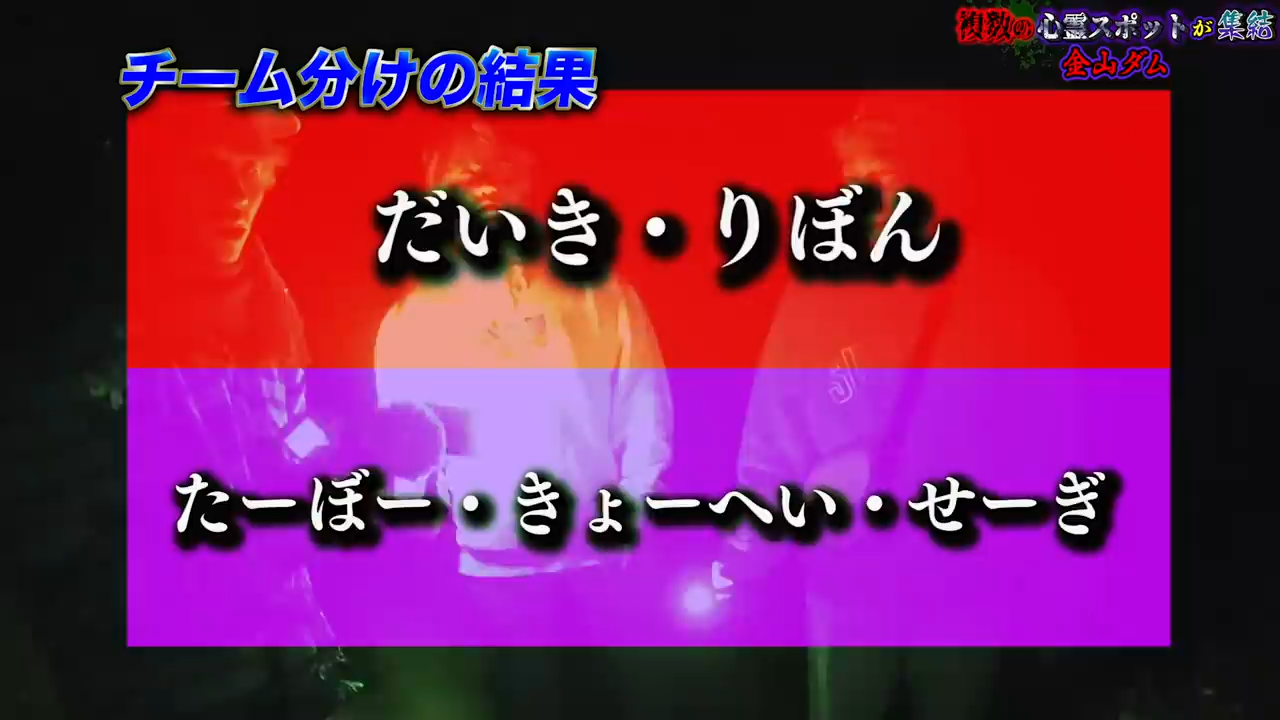 複数の心霊スポットが集結
金山ダム
チーム分けの結果
だいき・りぼん
たーぼー・きょーへい・せーぎ